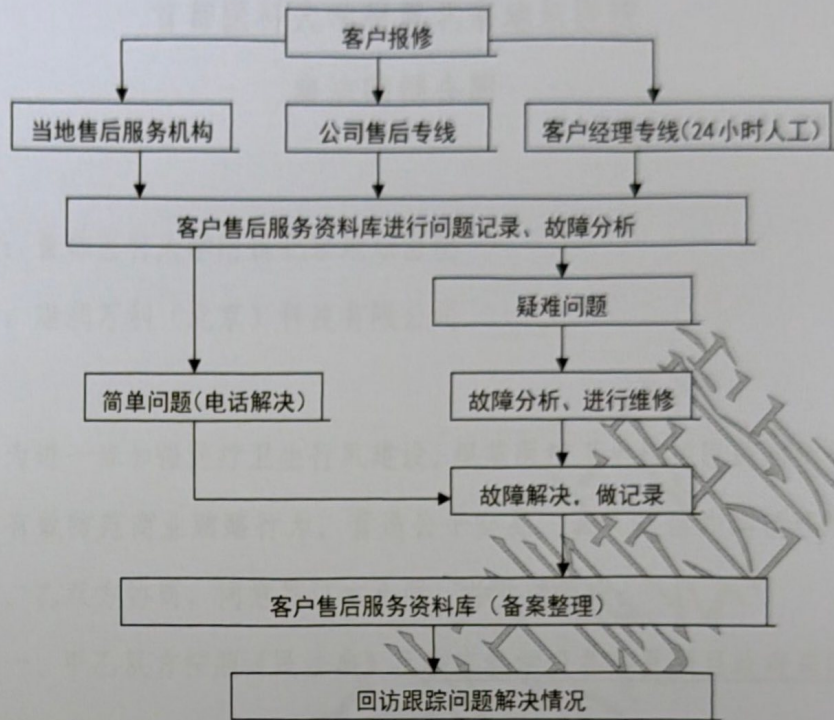 客户报修
当地售后服务机构
公司售后专线
客户经理专线(24小时人工)
客户售后服务资料库进行问题记录、故障分析
疑难问题
简单问题(电话解决)
故障分析、进行维修
故障解决，做记录
客户售后服务资料库（备案整理）
回访跟踪问题解决情况